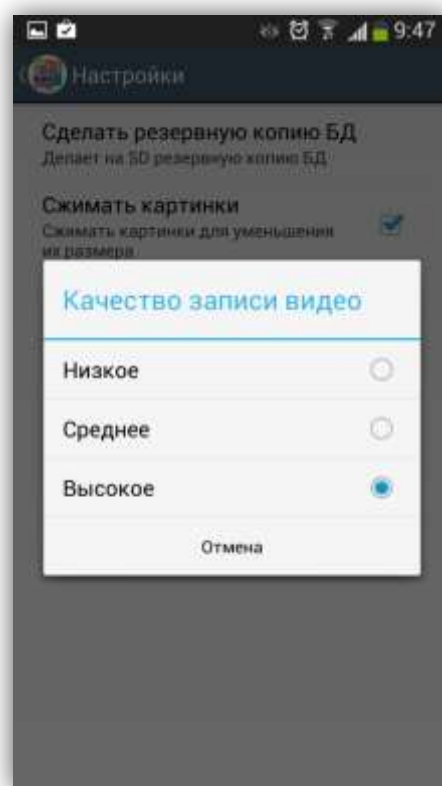 9:47
Настройки
Сделать резервную копию БД
Делает на SD резервную копию БД
Сжимать картинки
Сжимать картинки для уменьшения
их размера
Качество записи видео
Низкое
Среднее
Высокое
Отмена